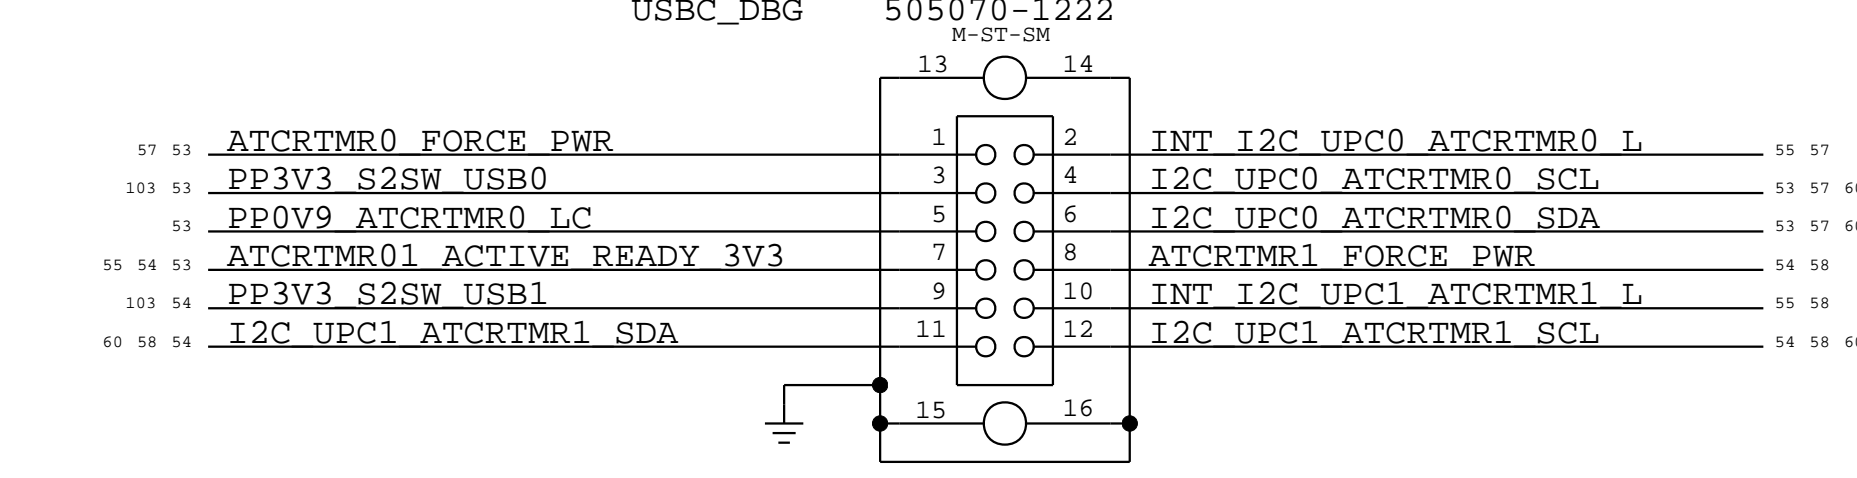 USBC_DBG 505070-1222
M-ST-SM
13 14
57 53 ATCRTMR0_FORCE_PWR 1 2 INT_I2C_UPC0_ATCRTMR0_L 55 57
103 53 PP3V3_S2SW_USB0 3 4 I2C_UPC0_ATCRTMR0_SCL 53 57
53 PP0V9_ATCRTMR0_LC 5 6 I2C_UPC0_ATCRTMR0_SDA 53 57
55 54 53 ATCRTMR01_ACTIVE_READY_3V3 7 8 ATCRTMR1_FORCE_PWR 54 58
103 54 PP3V3_S2SW_USB1 9 10 INT_I2C_UPC1_ATCRTMR1_L 55 58
60 58 54 I2C_UPC1_ATCRTMR1_SDA 11 12 I2C_UPC1_ATCRTMR1_SCL 54 58
15 16